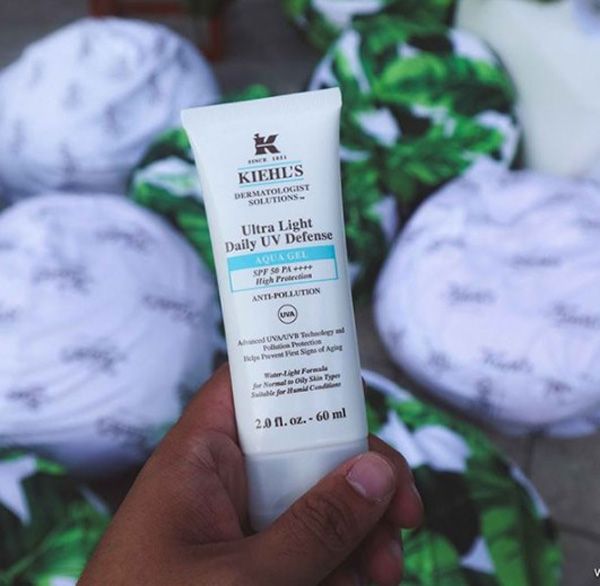 K
SINCE 1851
KIEHL'S
DERMATOLOGIST
SOLUTIONS™
Ultra Light
Daily UV Defense
AQUA GEL
SPF 50 PA ++++
High Protection
ANTI-POLLUTION
UVA
Advanced UVA/UVB Technology and
Pollution Protection
Helps Prevent First Signs of Aging
Water-Light Formula
for Normal to Oily Skin Types
Suitable for Humid Conditions
2.0 fl. oz. - 60 ml